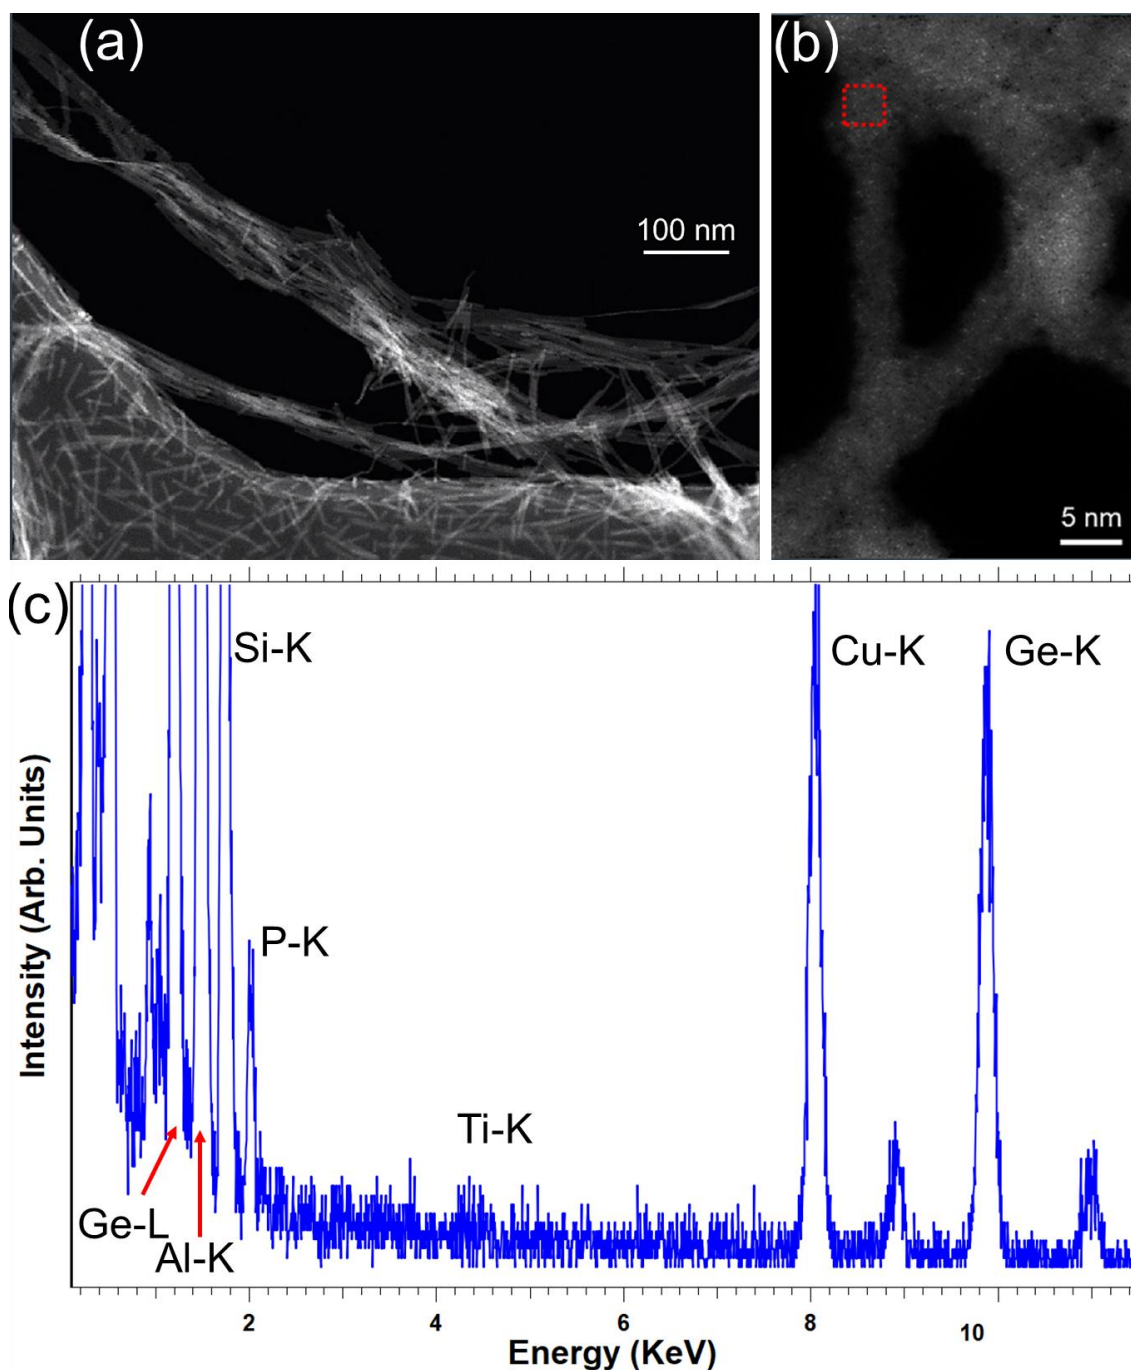 (a)
(b)
100 nm
5 nm
(c)
Si-K
Cu-K
Ge-K
P-K
Ti-K
Ge-L
Al-K
Intensity (Arb. Units)
2
4
6
8
10
Energy (KeV)